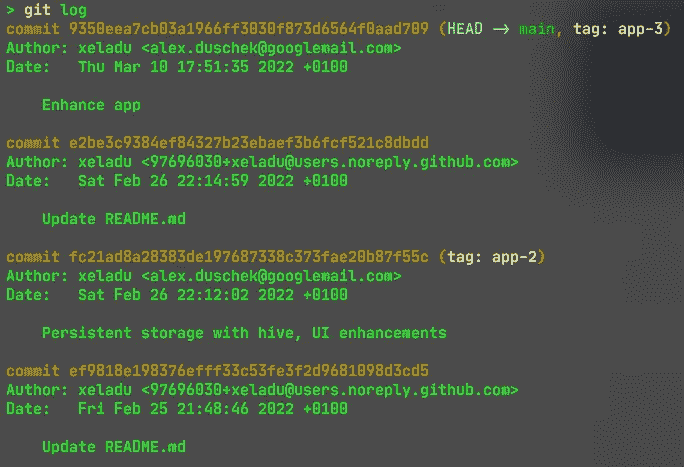 > git log
commit 9350eea7cb03a1966ff3030f873d6564f0aad709 (HEAD -> main, tag: app-3)
Author: xeladu <alex.duschek@googlemail.com>
Date:   Thu Mar 10 17:51:35 2022 +0100
Enhance app
commit e2be3c9384ef84327b23ebaef3b6fcf521c8dbdd
Author: xeladu <97696030+xeladu@users.noreply.github.com>
Date:   Sat Feb 26 22:14:59 2022 +0100
Update README.md
commit fc21ad8a28383de197687338c373fae20b87f55c (tag: app-2)
Author: xeladu <alex.duschek@googlemail.com>
Date:   Sat Feb 26 22:12:02 2022 +0100
Persistent storage with hive, UI enhancements
commit ef9818e198376efff33c53fe3f2d9681098d3cd5
Author: xeladu <97696030+xeladu@users.noreply.github.com>
Date:   Fri Feb 25 21:48:46 2022 +0100
Update README.md